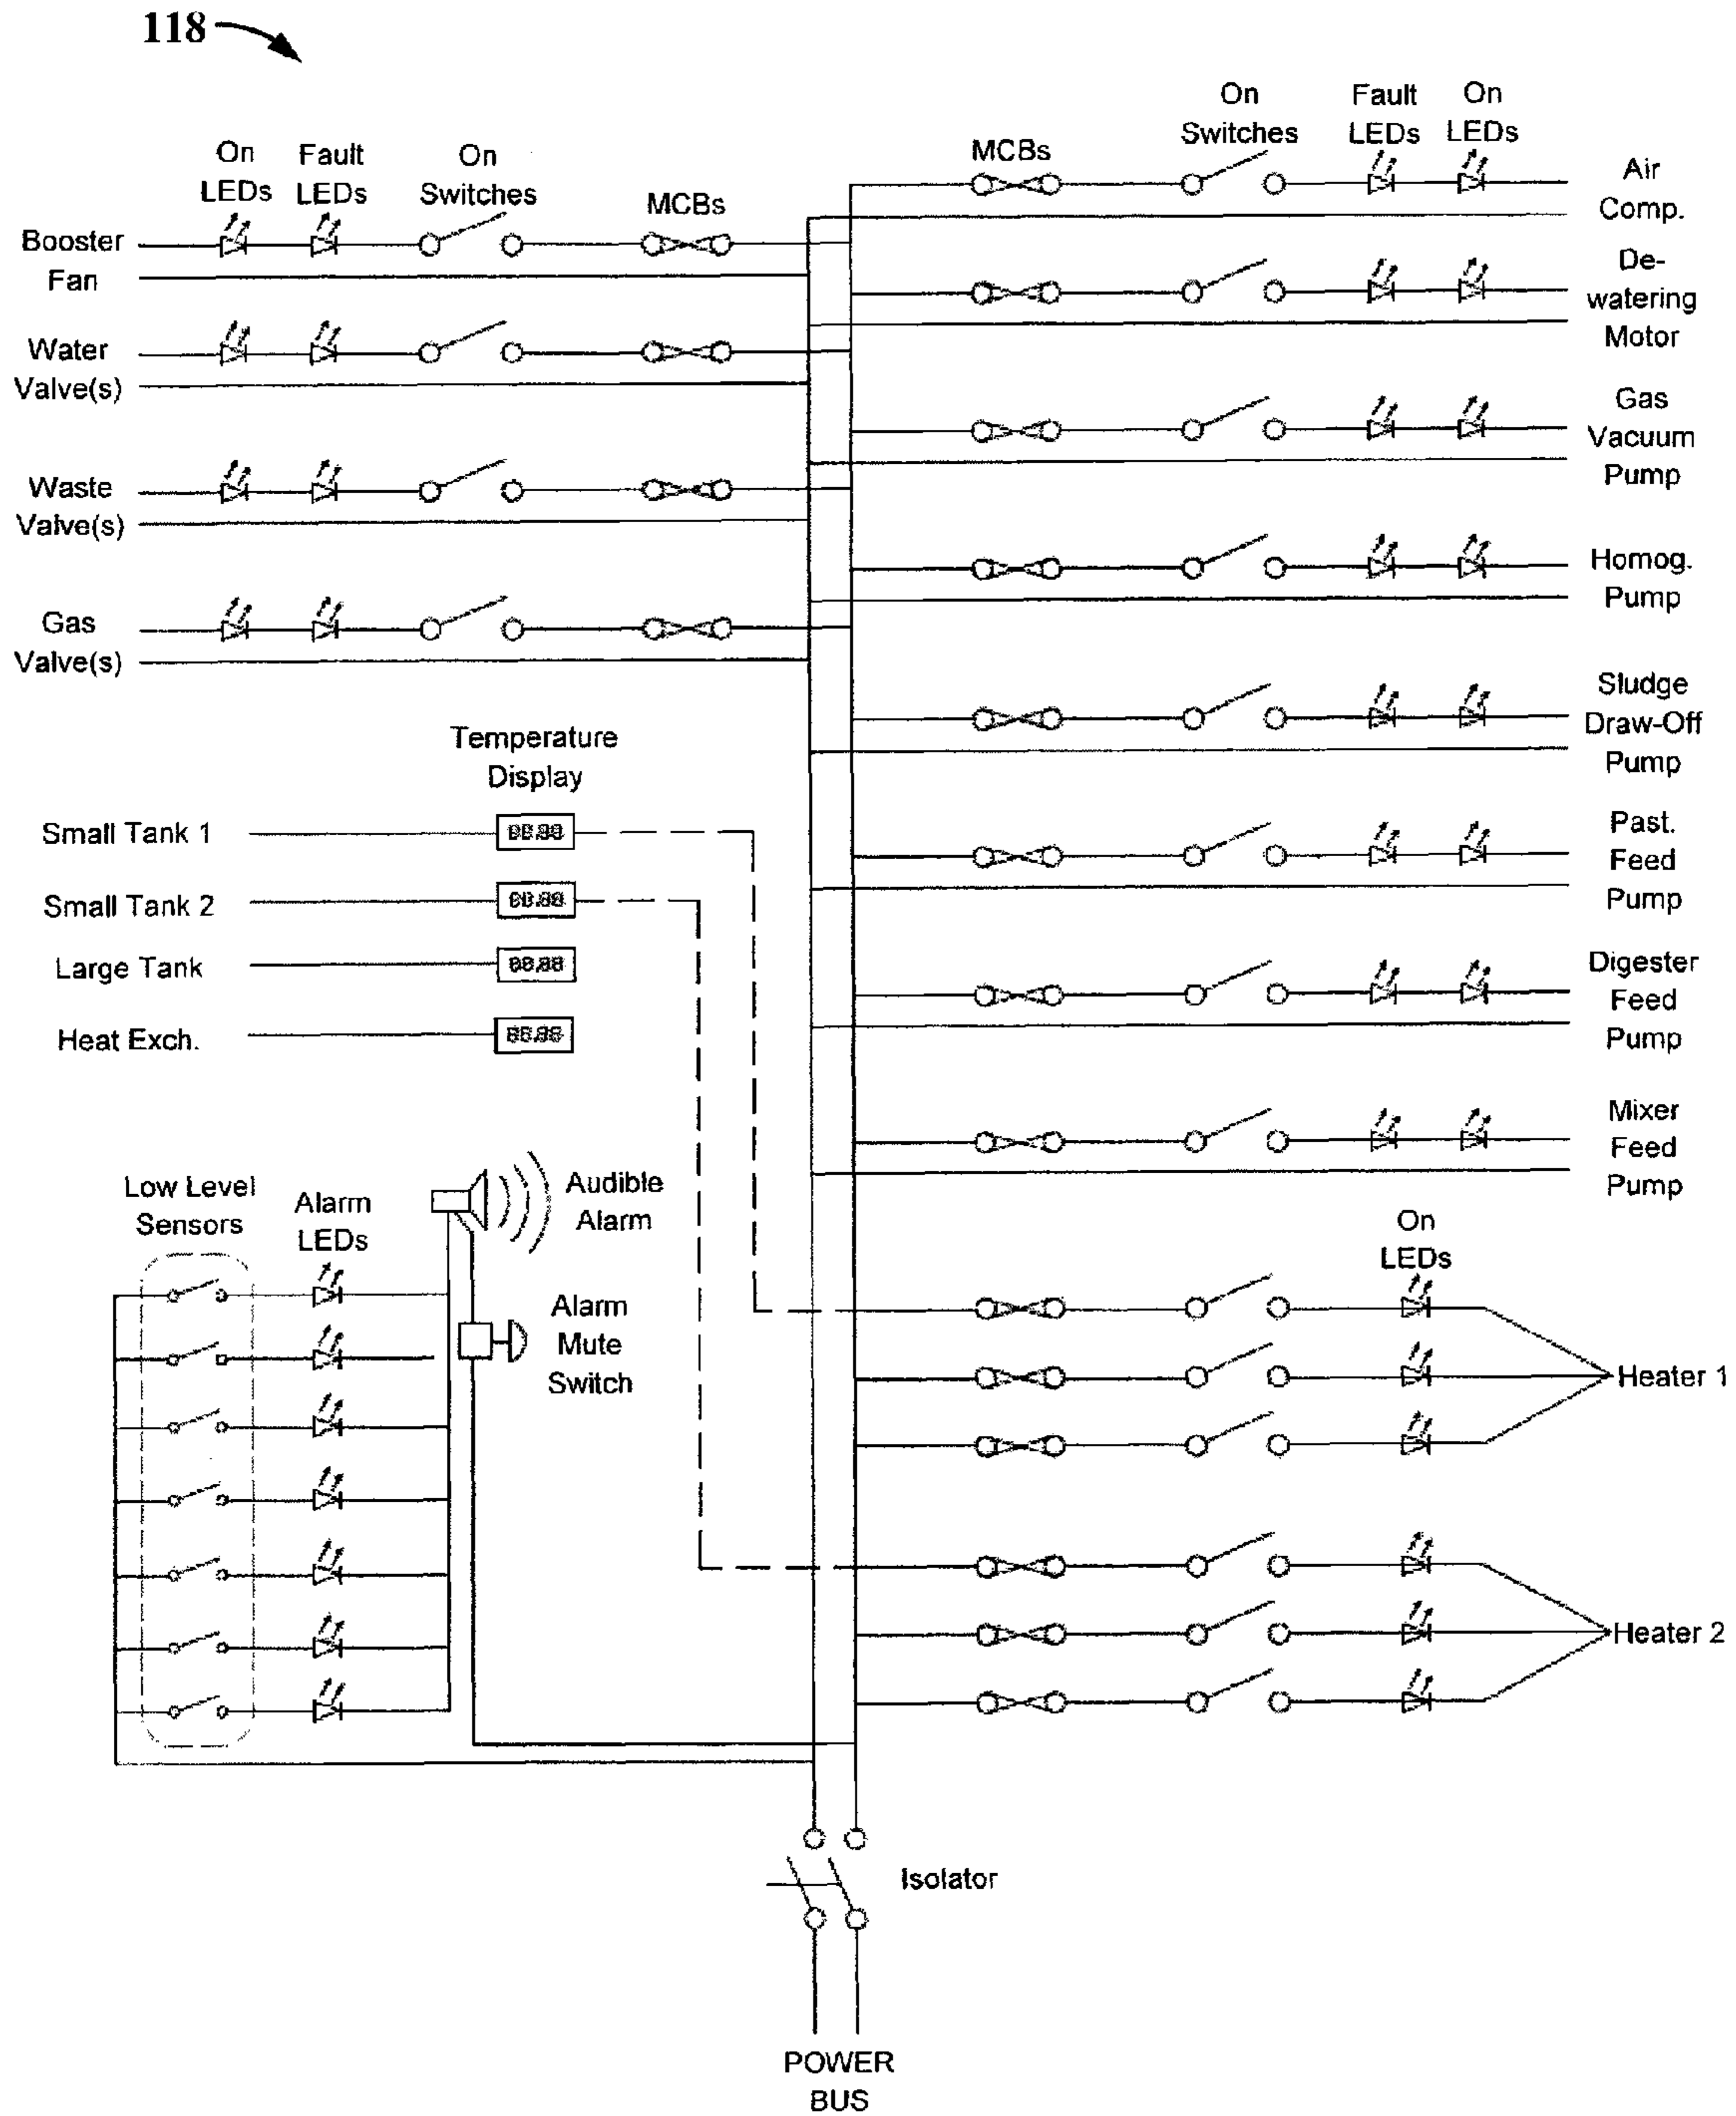 118
On
LEDs
Fault
LEDs
On
Switches
MCBs
Booster
Fan
Water
Valve(s)
Waste
Valve(s)
Gas
Valve(s)
MCBs
On
Switches
Fault
LEDs
On
LEDs
Air
Comp.
De-
watering
Motor
Gas
Vacuum
Pump
Homog.
Pump
Sludge
Draw-Off
Pump
Past.
Feed
Pump
Digester
Feed
Pump
Mixer
Feed
Pump
Temperature
Display
Small Tank 1
88.88
Small Tank 2
88.88
Large Tank
88.88
Heat Exch.
88.88
Low Level
Sensors
Alarm
LEDs
Audible
Alarm
Alarm
Mute
Switch
On
LEDs
Heater 1
Heater 2
Isolator
POWER
BUS